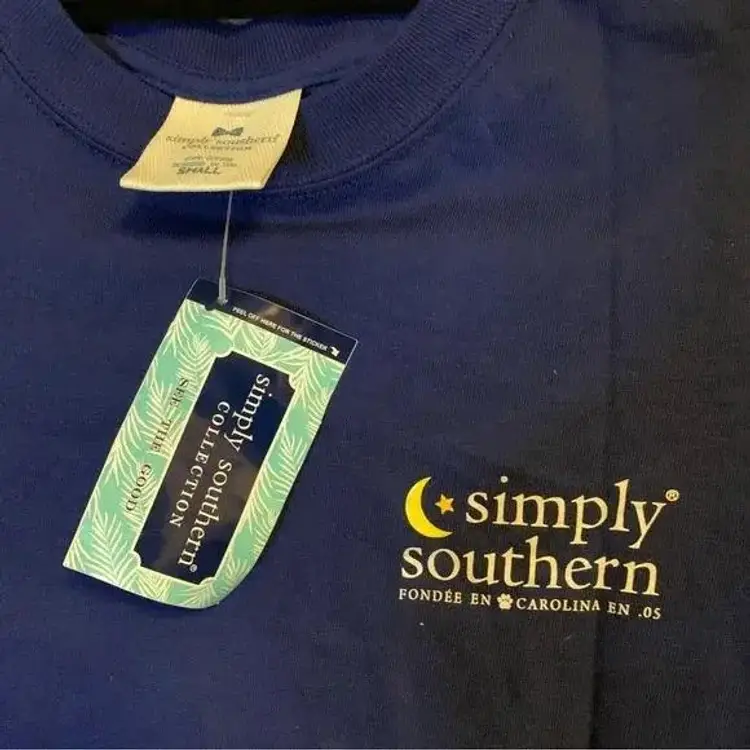 simply southern®
COLLECTION
SMALL
PEEL OFF HERE FOR THE STICKER
simply southern®
COLLECTION
SEE THE GOOD
simply®
southern
FONDÉE EN CAROLINA EN .05